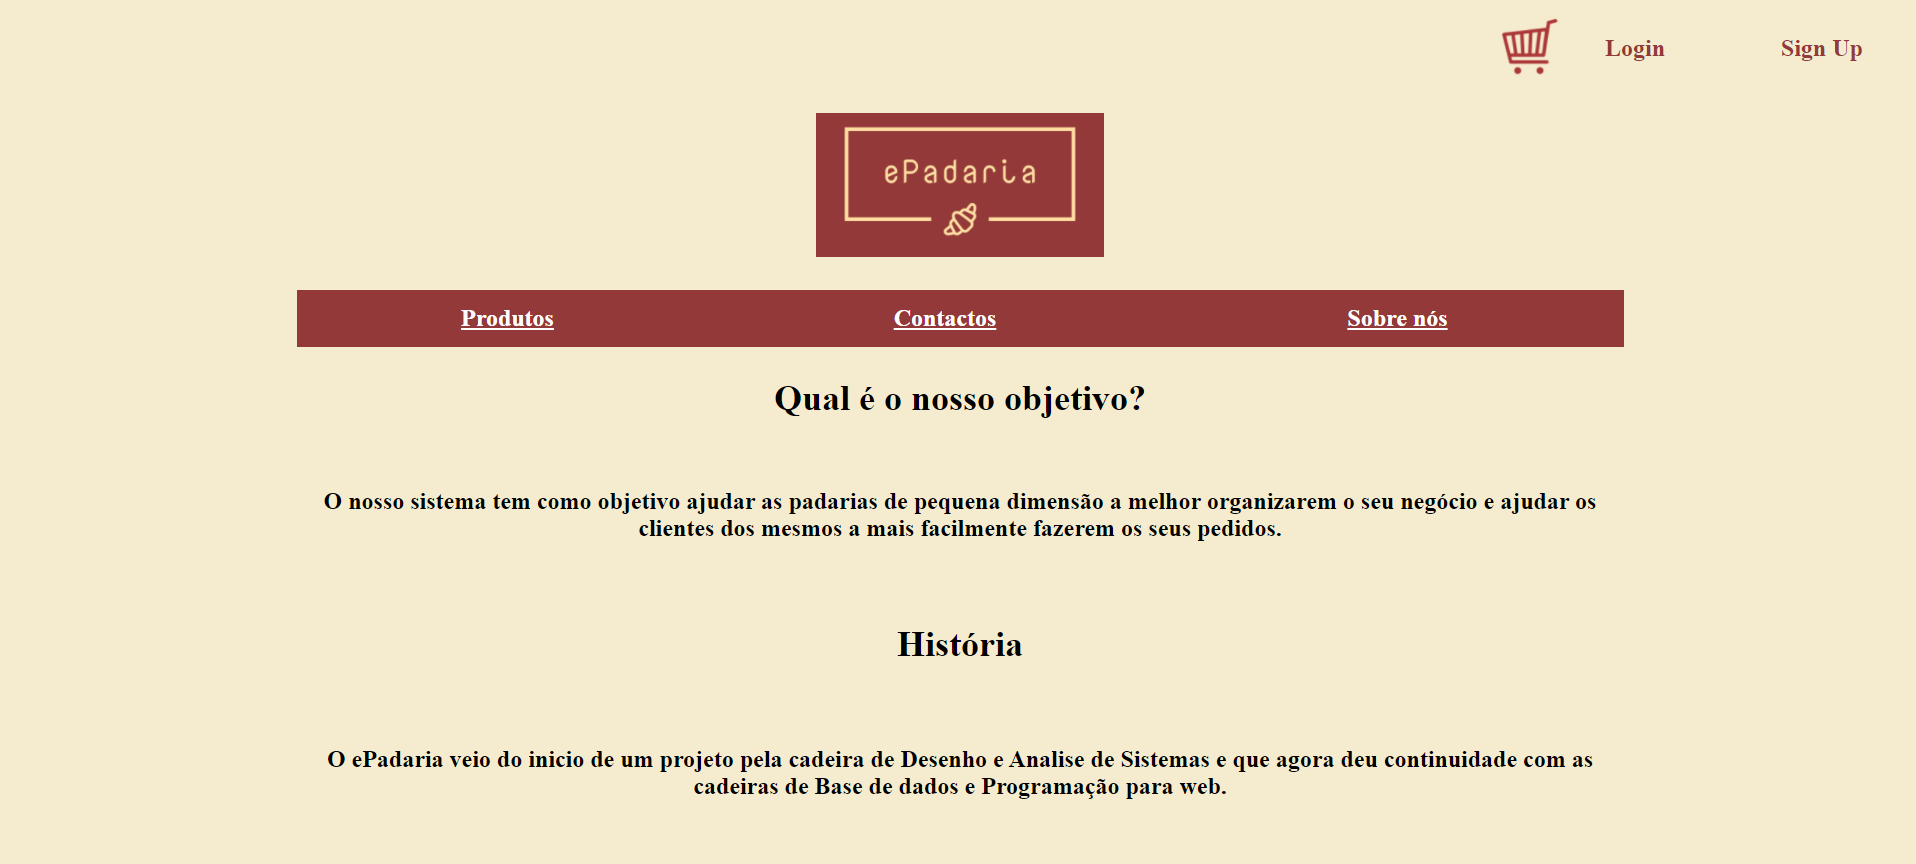 Login
Sign Up
ePadaria
Produtos
Contactos
Sobre nós
Qual é o nosso objetivo?
O nosso sistema tem como objetivo ajudar as padarias de pequena dimensão a melhor organizarem o seu negócio e ajudar os
clientes dos mesmos a mais facilmente fazerem os seus pedidos.
História
O ePadaria veio do inicio de um projeto pela cadeira de Desenho e Analise de Sistemas e que agora deu continuidade com as
cadeiras de Base de dados e Programação para web.